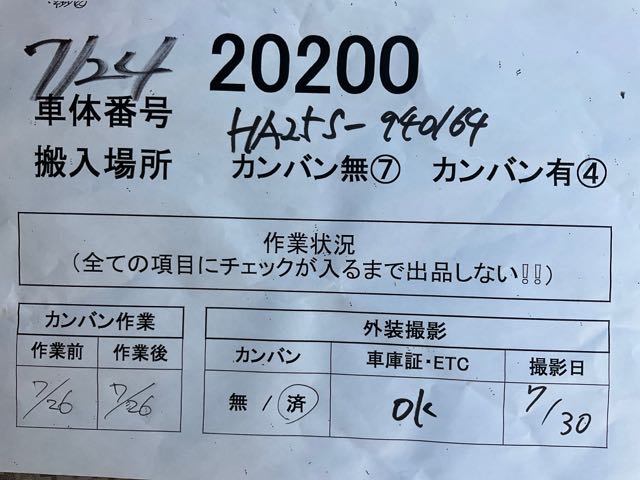 7/24 20200
車体番号 HA25S-940164
搬入場所 カンバン無⑦ カンバン有④
作業状況
(全ての項目にチェックが入るまで出品しない!!)
カンバン作業
作業前 作業後
7/26 7/26
外装撮影
カンバン 車庫証・ETC 撮影日
無 / 済 ok 7/30